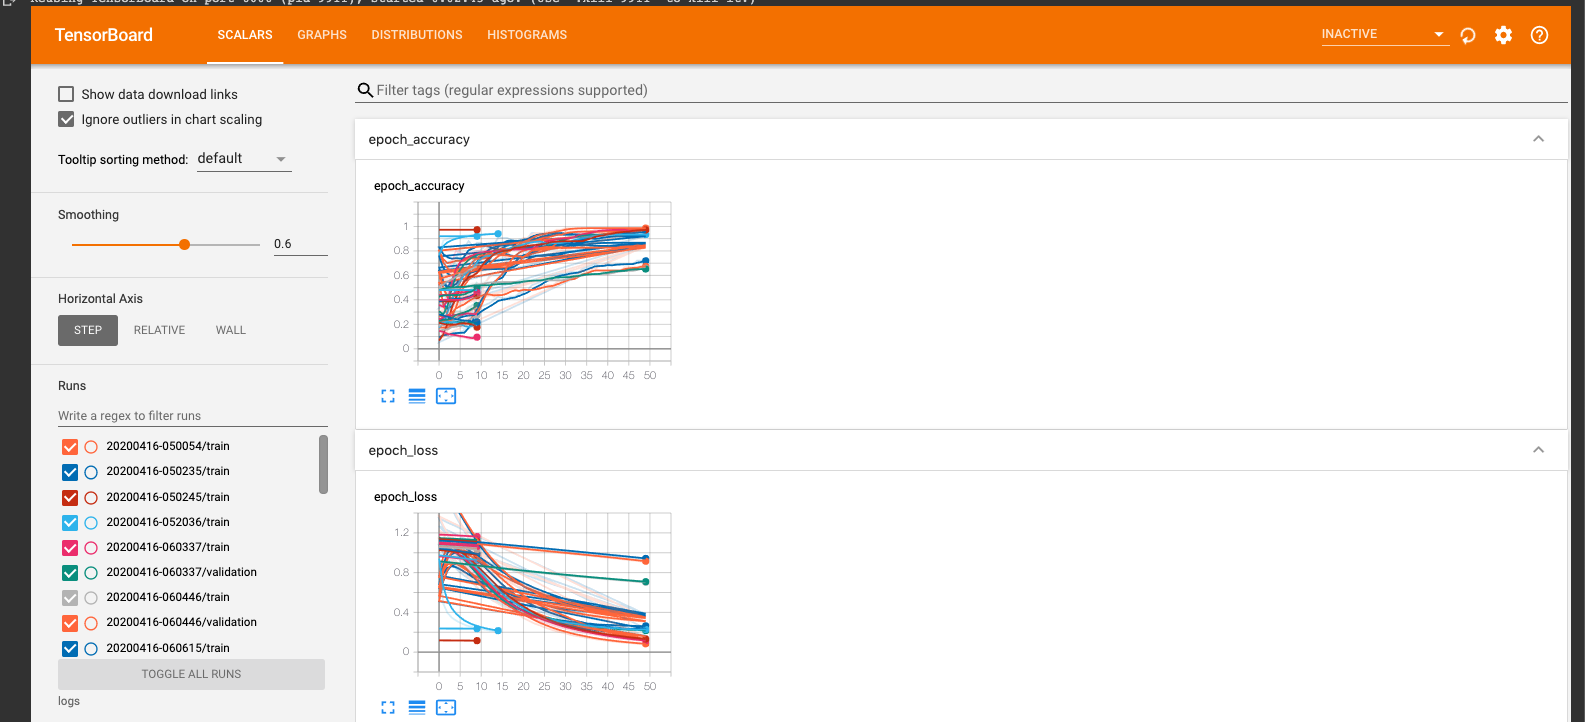 TensorBoard
SCALARS
GRAPHS
DISTRIBUTIONS
HISTOGRAMS
INACTIVE
Show data download links
Ignore outliers in chart scaling
Tooltip sorting method: default
Smoothing
0.6
Horizontal Axis
STEP
RELATIVE
WALL
Runs
Write a regex to filter runs
20200416-050054/train
20200416-050235/train
20200416-050245/train
20200416-052036/train
20200416-060337/train
20200416-060337/validation
20200416-060446/train
20200416-060446/validation
20200416-060615/train
TOGGLE ALL RUNS
logs
Filter tags (regular expressions supported)
epoch_accuracy
epoch_accuracy
1
0.8
0.6
0.4
0.2
0
0 5 10 15 20 25 30 35 40 45 50
epoch_loss
epoch_loss
1.2
0.8
0.4
0
0 5 10 15 20 25 30 35 40 45 50